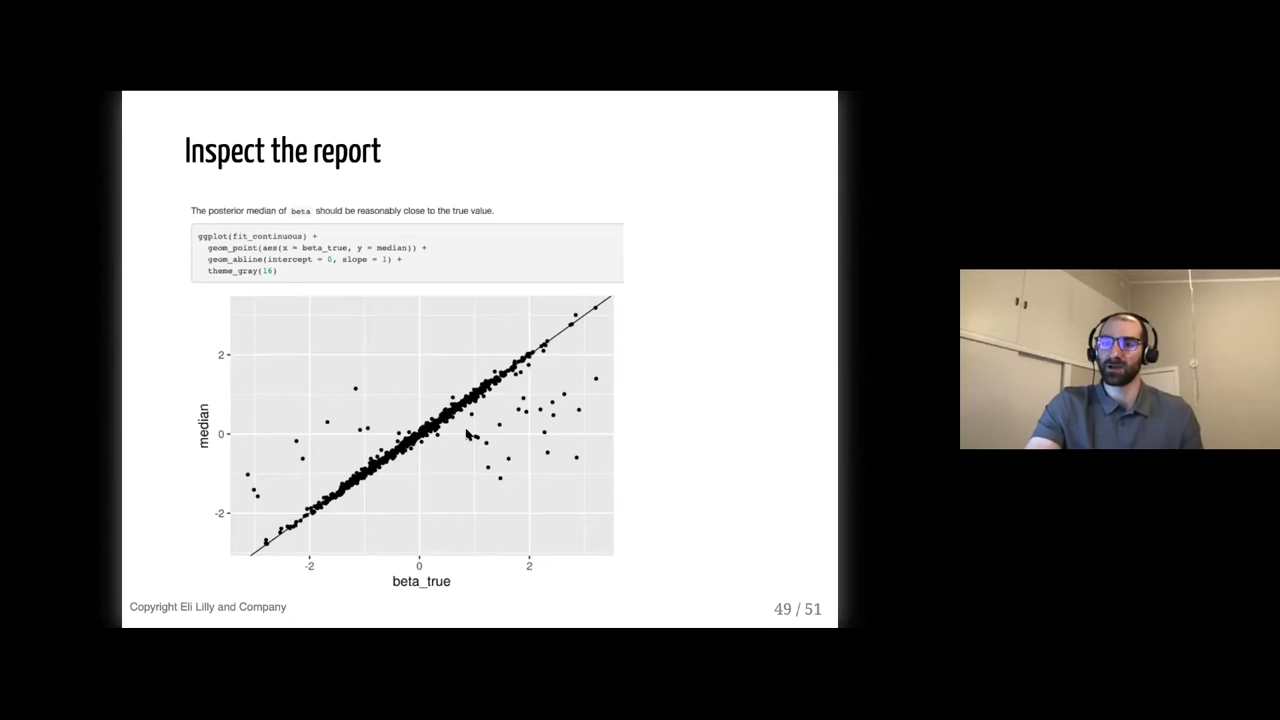 Inspect the report
The posterior median of beta should be reasonably close to the true value.
ggplot(fit_continuous) +
geom_point(aes(x = beta_true, y = median)) +
geom_abline(intercept = 0, slope = 1) +
theme_gray(16)
2
0
-2
median
-2 0 2
beta_true
Copyright Eli Lilly and Company
49 / 51